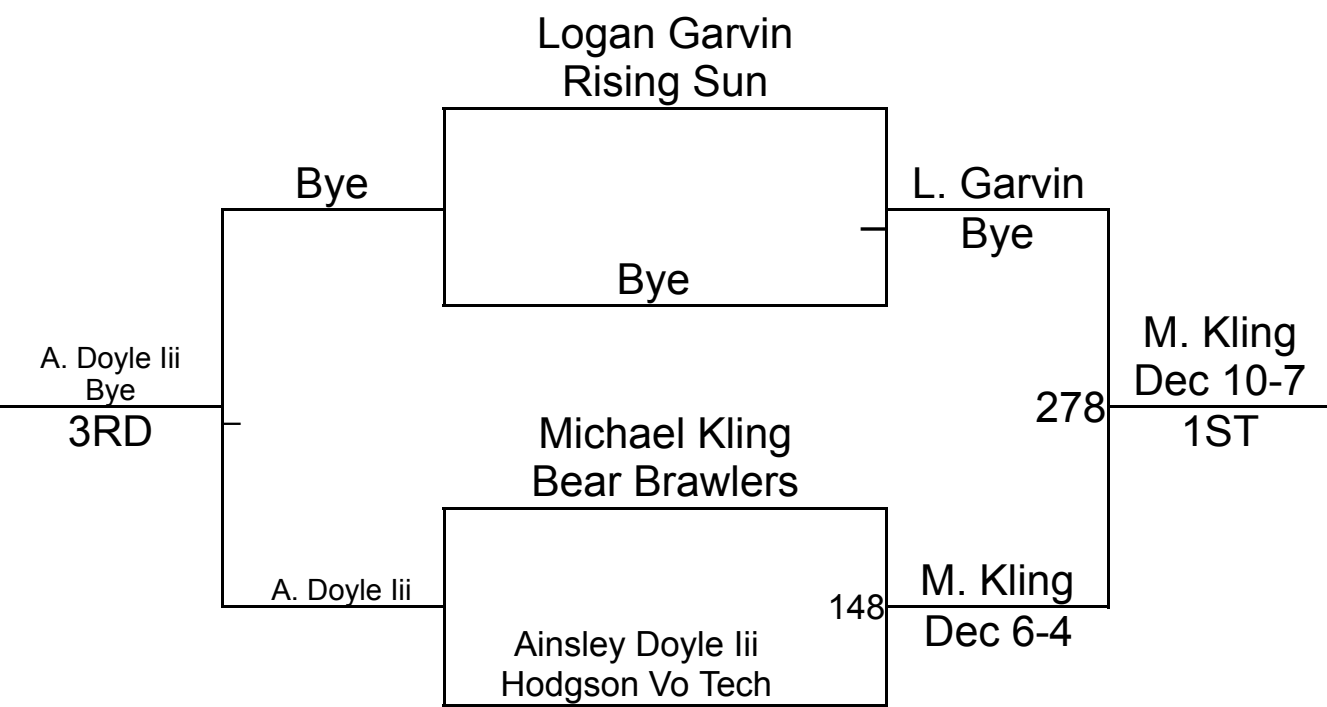 Logan Garvin
Rising Sun
Bye
L. Garvin
Bye
Bye
A. Doyle Iii
Bye
3RD
M. Kling
Dec 10-7
1ST
278
Michael Kling
Bear Brawlers
A. Doyle Iii
148
M. Kling
Dec 6-4
Ainsley Doyle Iii
Hodgson Vo Tech